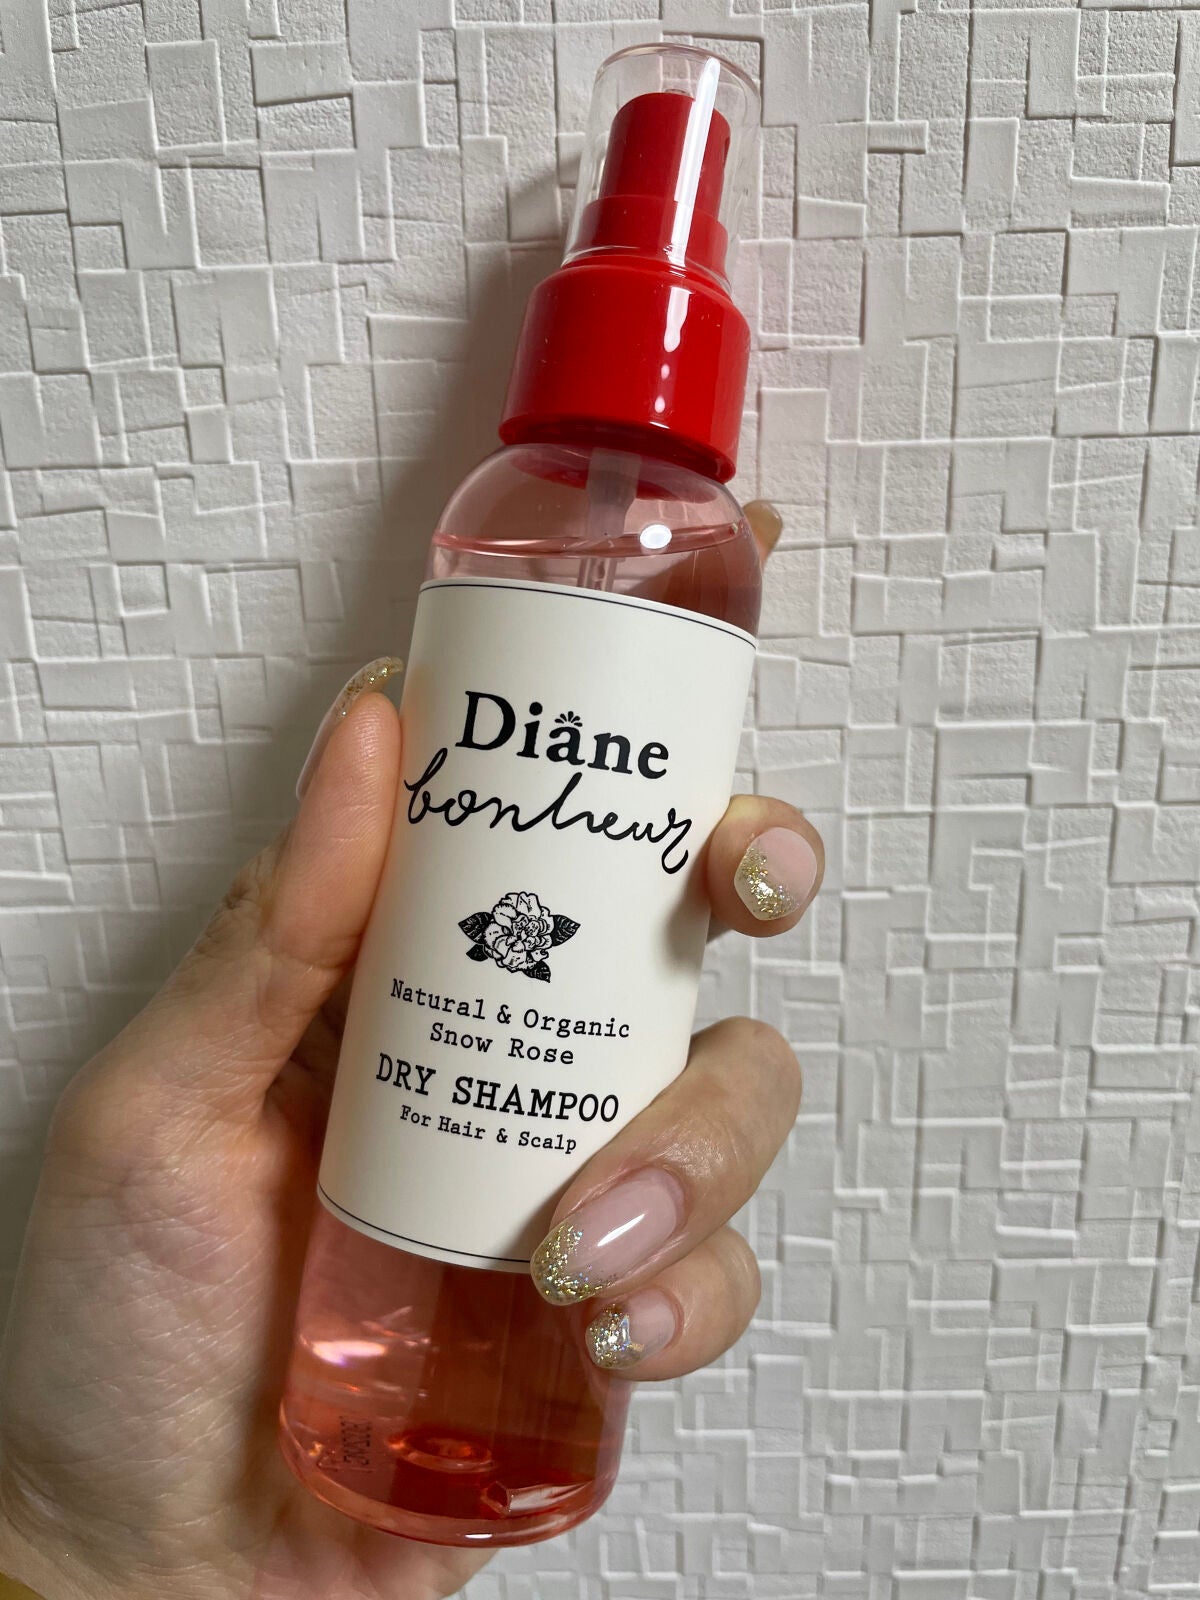 Diane
bonheur
Natural & Organic
Snow Rose
DRY SHAMPOO
For Hair & Scalp